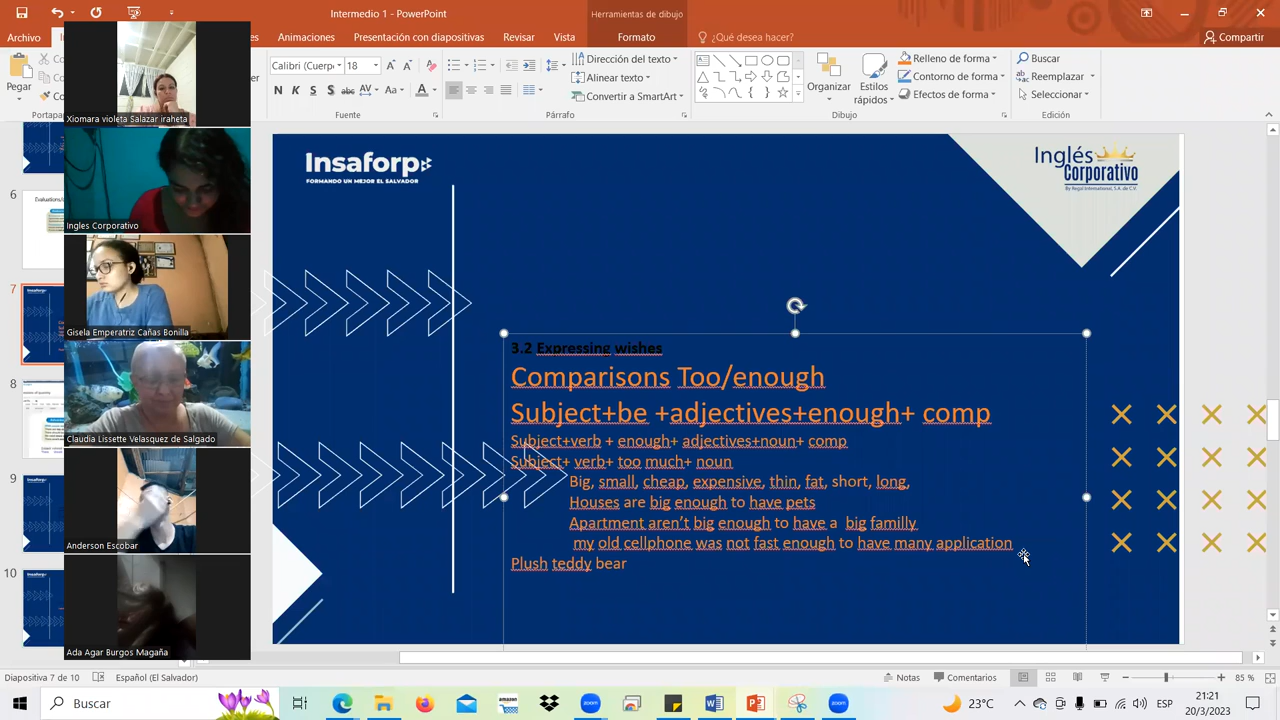 Intento 1 - PowerPoint
Herramientas de dibujo
Archivo
Animaciones
Presentación con diapositivas
Revisar
Vista
Formato
¿Qué desea hacer?
Compartir
Pegar
Calibri (Cuerp
18
Dirección del texto
Alinear texto
Convertir a SmartArt
Organizar
Estilos rápidos
Relleno de forma
Contorno de forma
Efectos de forma
Buscar
Reemplazar
Seleccionar
Fuente
Párrafo
Dibujo
Edición
Xiomara violeta Salazar iraheta
Ingles Corporativo
Gisela Emperatriz Cañas Bonilla
Claudia Lissette Velasquez de Salgado
Anderson Escobar
Ada Agar Burgos Magaña
Insaforp
FORMANDO UN MEJOR EL SALVADOR
Inglés
Corporativo
By Regal International, S.A. de C.V.
3.2 Expressing wishes
Comparisons Too/enough
Subject+be +adjectives+enough+ comp
Subject+verb + enough+ adjectives+noun+ comp
Subject+ verb+ too much+ noun
Big, small, cheap, expensive, thin, fat, short, long,
Houses are big enough to have pets
Apartment aren't big enough to have a big familly
my old cellphone was not fast enough to have many application
Plush teddy bear
Diapositiva 7 de 10
Español (El Salvador)
Notas
Comentarios
85 %
Buscar
23°C
ESP
21:21
20/3/2023